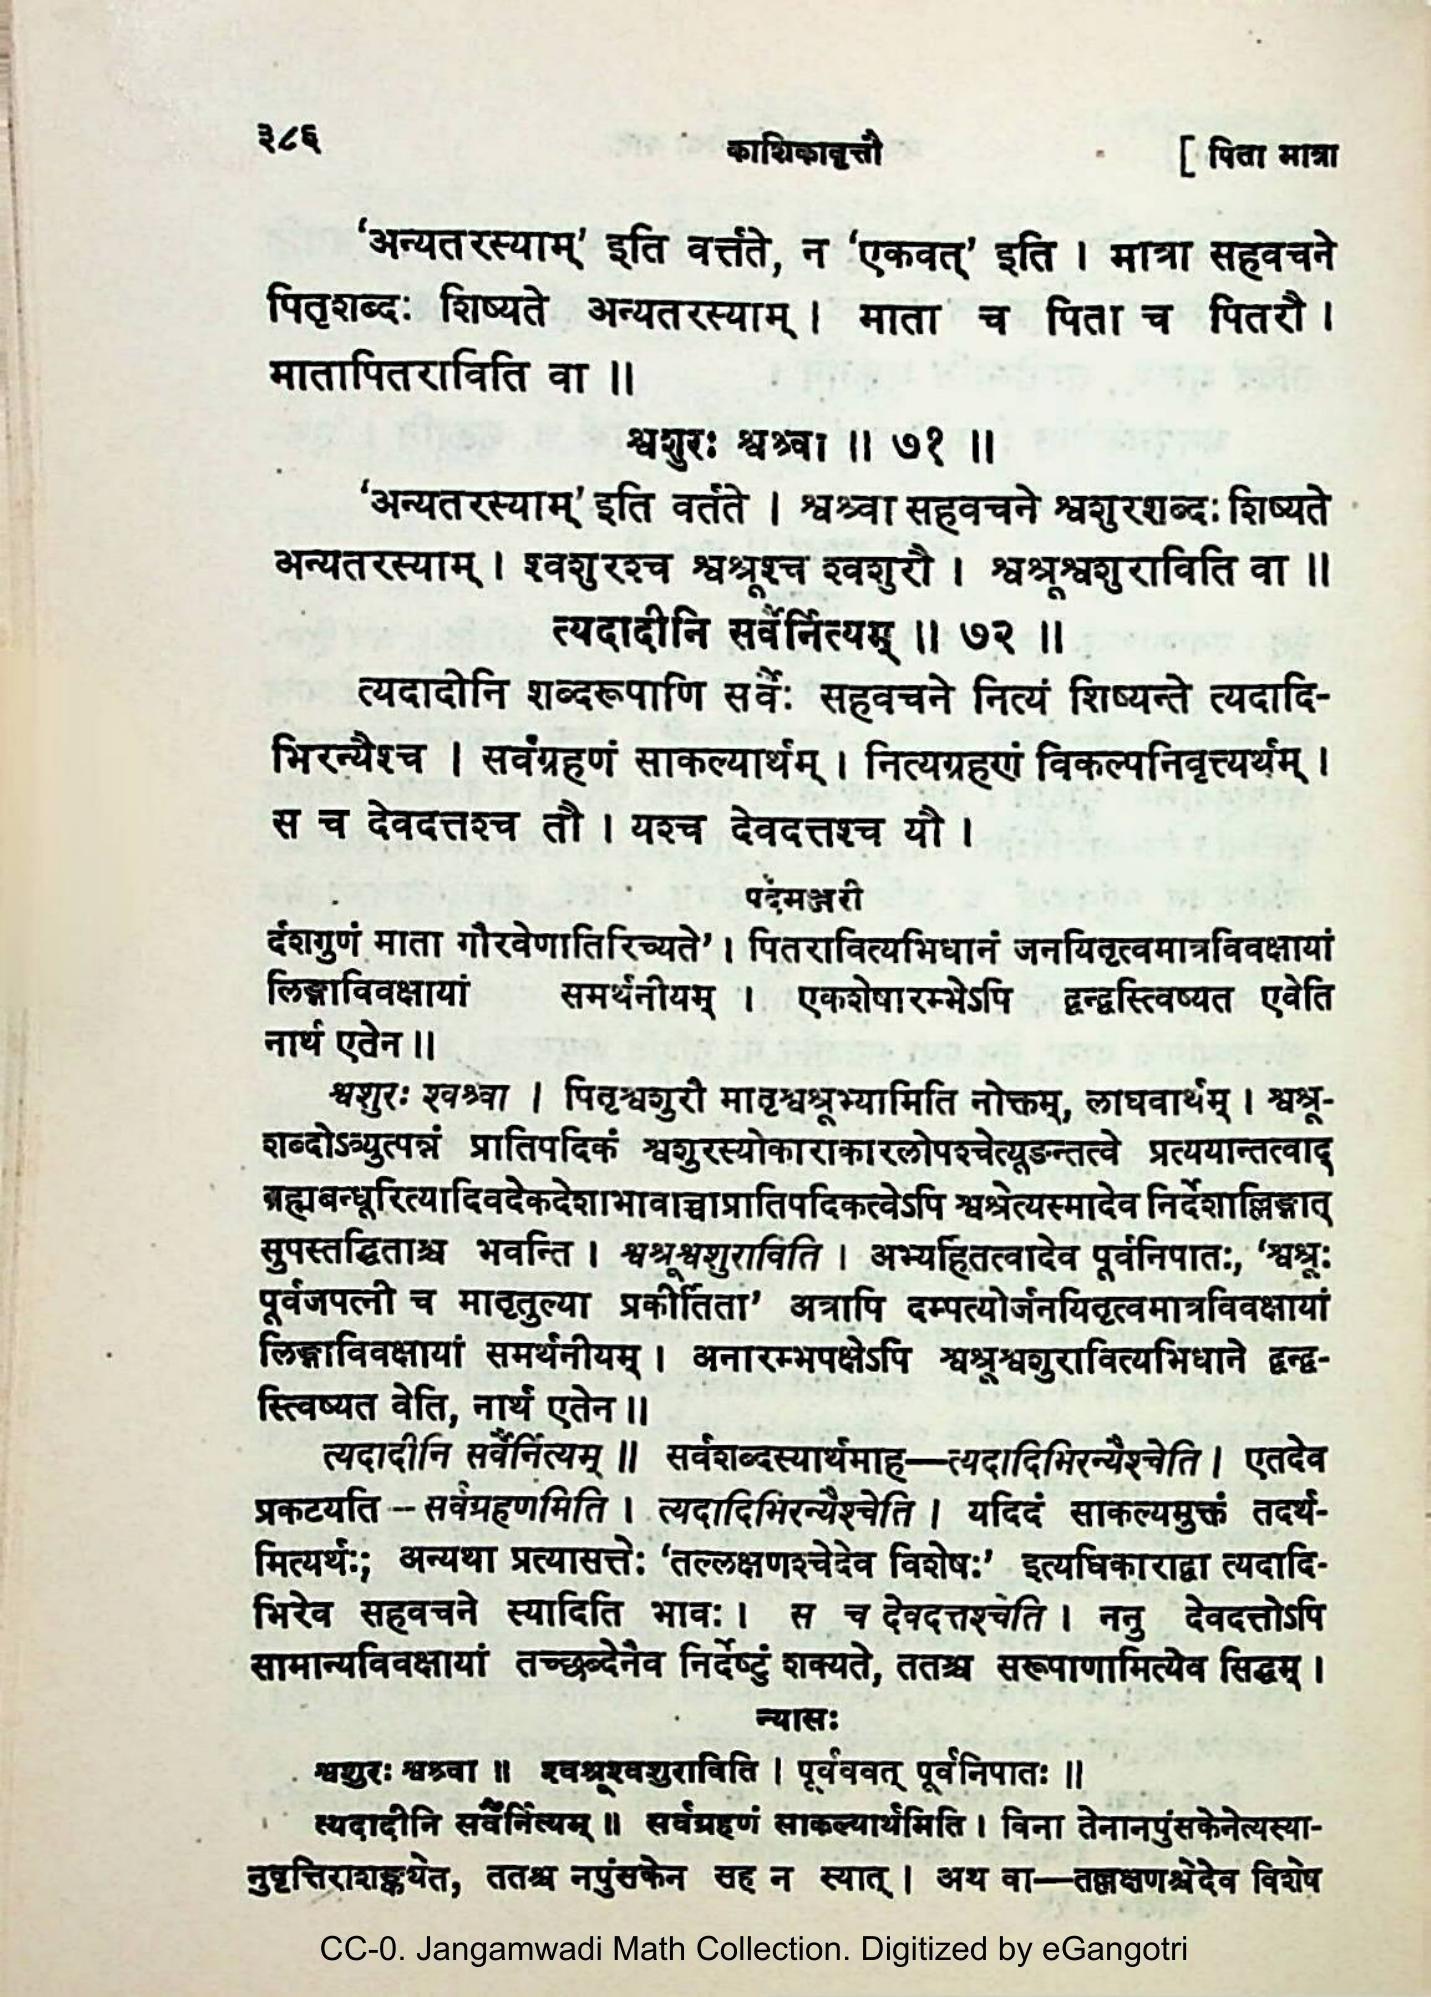 ३८६ काशिकावृत्तौ [ पिता मात्रा
‘अन्यतरस्याम्’ इति वर्त्तते, न ‘एकवत्’ इति । मात्रा सहवचने
पितृशब्दः शिष्यते अन्यतरस्याम् । माता च पिता च पितरौ ।
मातापितराविति वा ॥
श्वशुरः श्वश्र्वा ॥ ७१ ॥
‘अन्यतरस्याम्’ इति वर्तते । श्वश्र्वा सहवचने श्वशुरशब्दः शिष्यते
अन्यतरस्याम् । श्वशुरश्च श्वश्रूश्च श्वशुरौ । श्वश्रूश्वशुराविति वा ॥
त्यदादीनि सर्वैर्नित्यम् ॥ ७२ ॥
त्यदादोनि शब्दरूपाणि सर्वैः सहवचने नित्यं शिष्यन्ते त्यदादि-
भिरन्यैश्च । सर्वग्रहणं साकल्यार्थम् । नित्यग्रहणं विकल्पनिवृत्त्यर्थम् ।
स च देवदत्तश्च तौ । यश्च देवदत्तश्च यौ ।
पदमञ्जरी
दशगुणं माता गौरवेणातिरिच्यते’ । पितरावित्यभिधानं जनयितृत्वमात्रविवक्षायां
लिङ्गाविवक्षायां समर्थनीयम् । एकशेषारम्भेऽपि द्वन्द्वस्त्विष्यत एवेति
नार्थ एतेन ॥
श्वशुरः श्वश्र्वा । पितृश्वशुरौ मातृश्वश्रूभ्यामिति नोक्तम्, लाघवार्थम् । श्वश्रू-
शब्दोऽव्युत्पन्नं प्रातिपदिकं श्वशुरस्योकाराकारलोपश्चेत्यूङन्तत्वे प्रत्ययान्तत्वाद्
ब्रह्मबन्धूरित्यादिवदेकदेशाभावाच्चाप्रातिपदिकत्वेऽपि श्वश्रेत्यस्मादेव निर्देशाल्लिङ्गात्
सुपस्तद्धिताश्च भवन्ति । श्वश्रूश्वशुराविति । अभ्यर्हितत्वादेव पूर्वनिपातः, ‘श्वश्रूः
पूर्वजपत्नी च मातृतुल्या प्रकीर्तिता’ अत्रापि दम्पत्योर्जनयितृत्वमात्रविवक्षायां
लिङ्गाविवक्षायां समर्थनीयम् । अनारम्भपक्षेऽपि श्वश्रूश्वशुरावित्यभिधाने द्वन्द्व-
स्त्विष्यत वेति, नार्थ एतेन ॥
त्यदादीनि सर्वैर्नित्यम् ॥ सर्वशब्दस्यार्थमाह—त्यदादिभिरन्यैश्चेति । एतदेव
प्रकटयति – सर्वग्रहणमिति । त्यदादिभिरन्यैश्चेति । यदिदं साकल्यमुक्तं तदर्थ-
मित्यर्थः; अन्यथा प्रत्यासत्तेः ‘तल्लक्षणश्चेदेव विशेषः’ इत्यधिकाराद्वा त्यदादि-
भिरेव सहवचने स्यादिति भावः । स च देवदत्तश्चेति । ननु देवदत्तोऽपि
सामान्यविवक्षायां तच्छब्देनैव निर्देष्टुं शक्यते, ततश्च सरूपाणामित्येव सिद्धम् ।
न्यासः
श्वशुरः श्वश्र्वा ॥ श्वश्रूश्वशुराविति । पूर्वववत् पूर्वनिपातः ॥
त्यदादीनि सर्वैर्नित्यम् ॥ सर्वग्रहणं साकल्यार्थमिति । विना तेनानपुंसकेनेत्यस्या-
नुवृत्तिराशङ्क्येत, ततश्च नपुंसकेन सह न स्यात् । अथ वा—तल्लक्षणश्चेदेव विशेष
CC-0. Jangamwadi Math Collection. Digitized by eGangotri